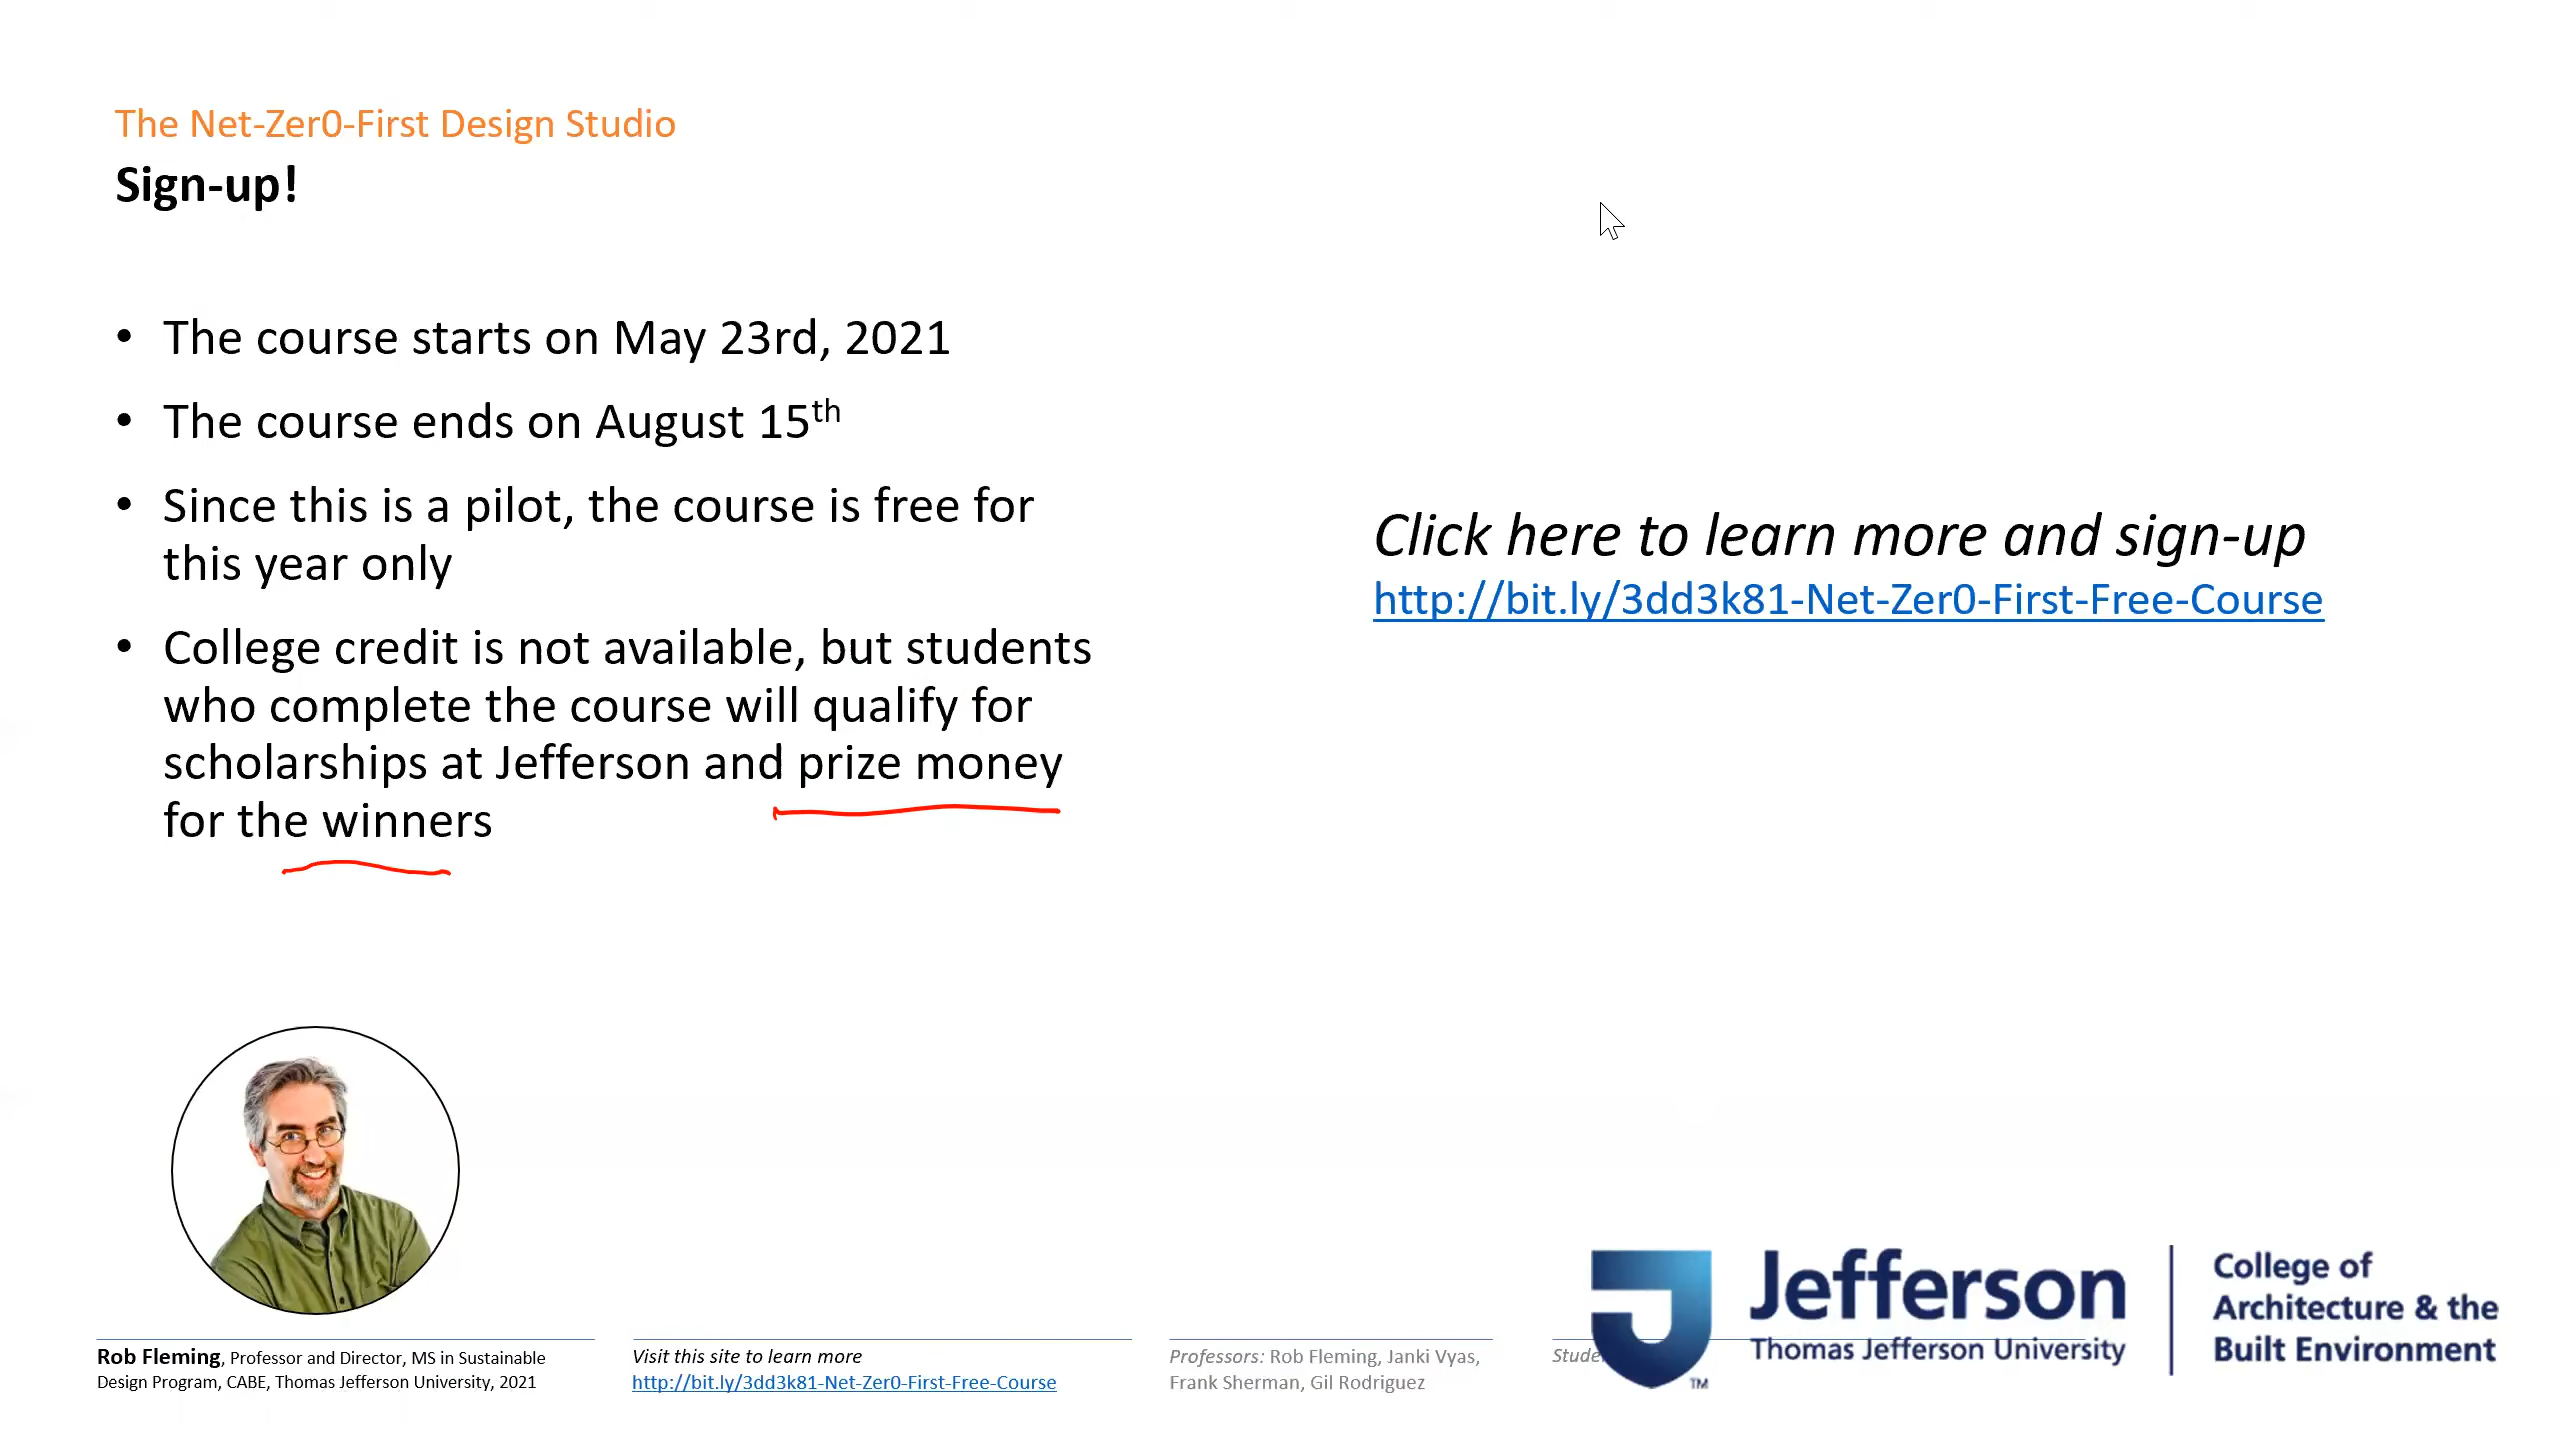 The Net-Zer0-First Design Studio
Sign-up!
• The course starts on May 23rd, 2021
• The course ends on August 15th
• Since this is a pilot, the course is free for
this year only
• College credit is not available, but students
who complete the course will qualify for
scholarships at Jefferson and prize money
for the winners
Click here to learn more and sign-up
http://bit.ly/3dd3k81-Net-Zer0-First-Free-Course
Rob Fleming, Professor and Director, MS in Sustainable
Design Program, CABE, Thomas Jefferson University, 2021
Visit this site to learn more
http://bit.ly/3dd3k81-Net-Zer0-First-Free-Course
Professors: Rob Fleming, Janki Vyas,
Frank Sherman, Gil Rodriguez
Jefferson
Thomas Jefferson University
TM
College of
Architecture & the
Built Environment